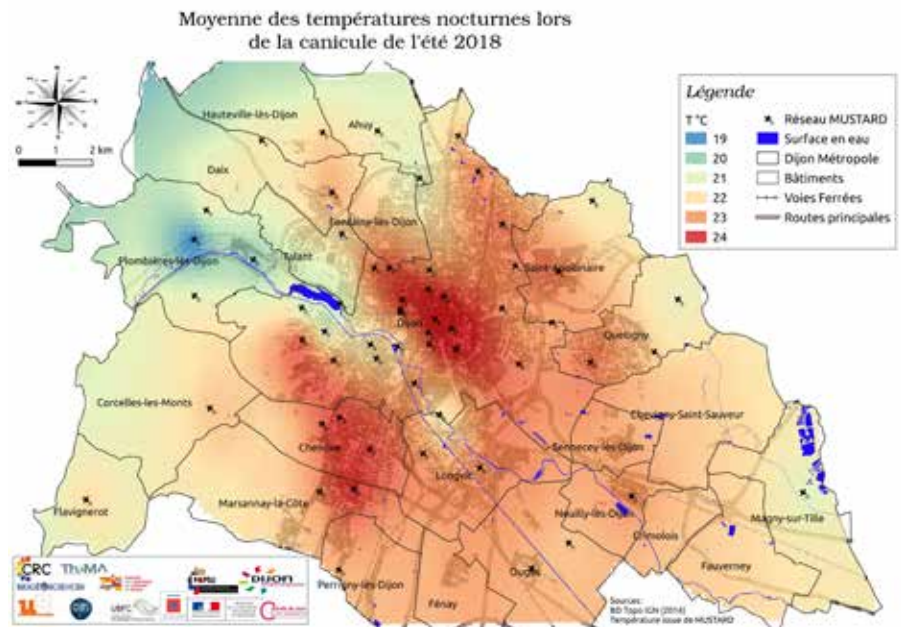 Moyenne des températures nocturnes lors
de la canicule de l'été 2018
0 1 2 km
Légende
T °C
19
20
21
22
23
24
Réseau MUSTARD
Surface en eau
Dijon Métropole
Bâtiments
Voies Ferrées
Routes principales
Hauteville-lès-Dijon
Ahuy
Daix
Fontaine-lès-Dijon
Plombières-lès-Dijon
Talant
Saint-Apollinaire
Dijon
Quetigny
Corcelles-les-Monts
Chevigny-Saint-Sauveur
Chenôve
Sennecey-lès-Dijon
Longvic
Flavignerot
Marsannay-la-Côte
Neuilly-lès-Dijon
Magny-sur-Tille
Crimolois
Ouges
Fauverney
Perrigny-lès-Dijon
Fénay
CRC
ThéMA
DIJON
UBFC
Sources:
BD Topo IGN (2014)
Température issue de MUSTARD